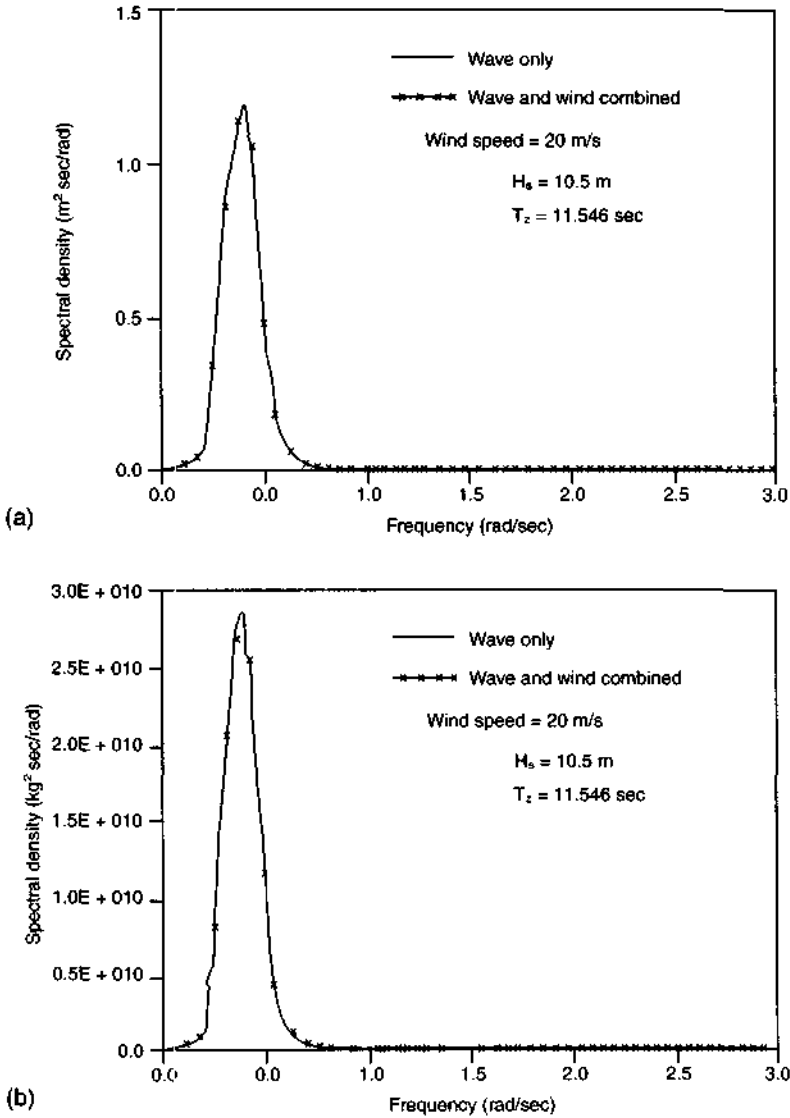 1.5
Wave only
Wave and wind combined
Wind speed = 20 m/s
Hs = 10.5 m
Tz = 11.546 sec
1.0
0.5
0.0
Spectral density (m² sec/rad)
0.0 0.0 1.0 1.5 2.0 2.5 3.0
Frequency (rad/sec)
(a)
3.0E + 010
Wave only
Wave and wind combined
Wind speed = 20 m/s
Hs = 10.5 m
Tz = 11.546 sec
2.5E + 010
2.0E + 010
1.5E + 010
1.0E + 010
0.5E + 010
0.0
Spectral density (kg² sec/rad)
0.0 0.0 1.0 1.5 2.0 2.5 3.0
Frequency (rad/sec)
(b)